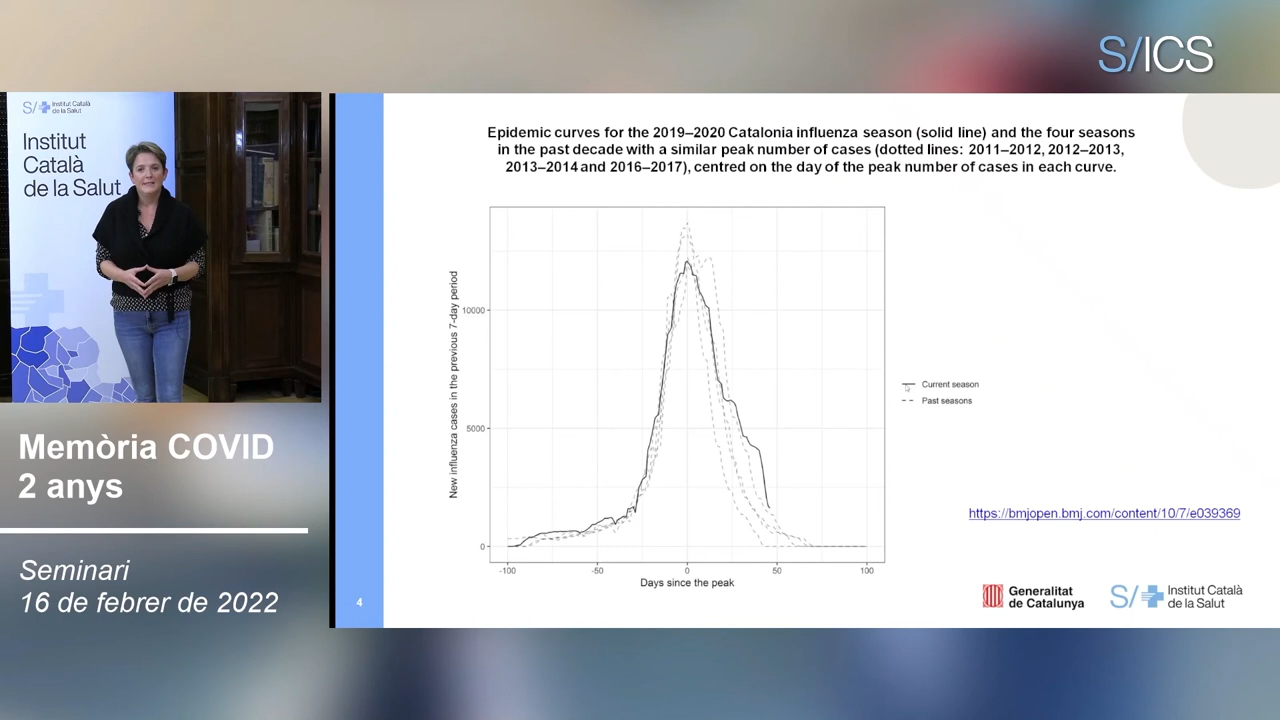 S/ICS
S/ Institut Català
de la Salut
Institut
Català
de la Salut
Memòria COVID
2 anys
Seminari
16 de febrer de 2022
Epidemic curves for the 2019–2020 Catalonia influenza season (solid line) and the four seasons
in the past decade with a similar peak number of cases (dotted lines: 2011–2012, 2012–2013,
2013–2014 and 2016–2017), centred on the day of the peak number of cases in each curve.
New influenza cases in the previous 7-day period
10000
5000
0
-100 -50 0 50 100
Days since the peak
Current season
Past seasons
https://bmjopen.bmj.com/content/10/7/e039369
4
Generalitat
de Catalunya
S/ Institut Català
de la Salut